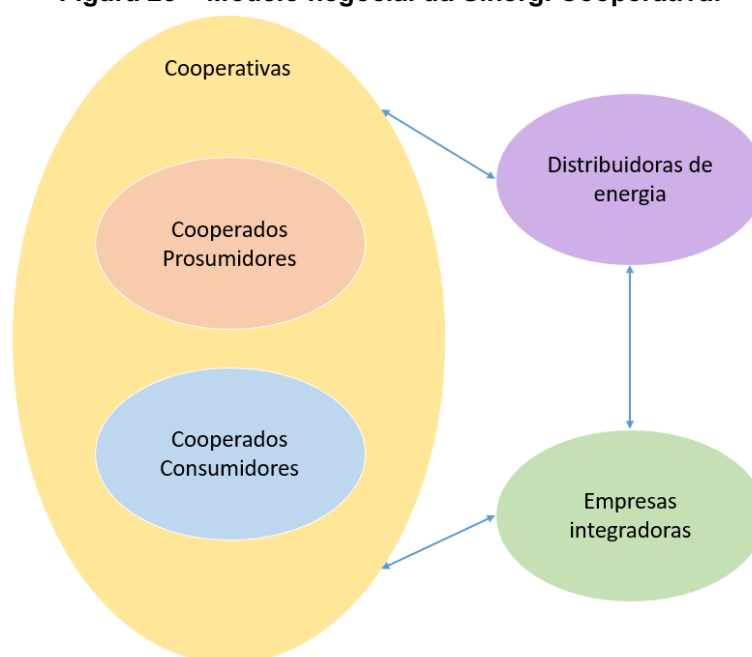 Cooperativas
Cooperados
Prosumidores
Cooperados
Consumidores
Distribuidoras de
energia
Empresas
integradoras